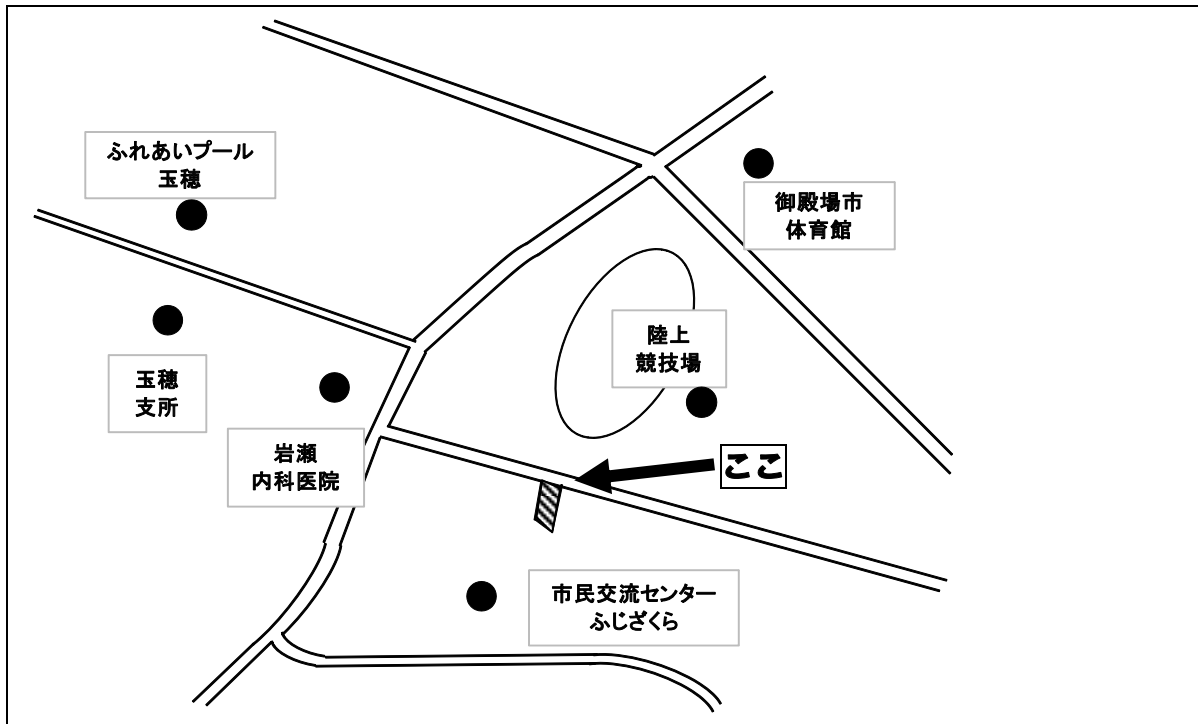 ふれあいプール
玉穂
御殿場市
体育館
陸上
競技場
玉穂
支所
岩瀬
内科医院
ここ
市民交流センター
ふじざくら